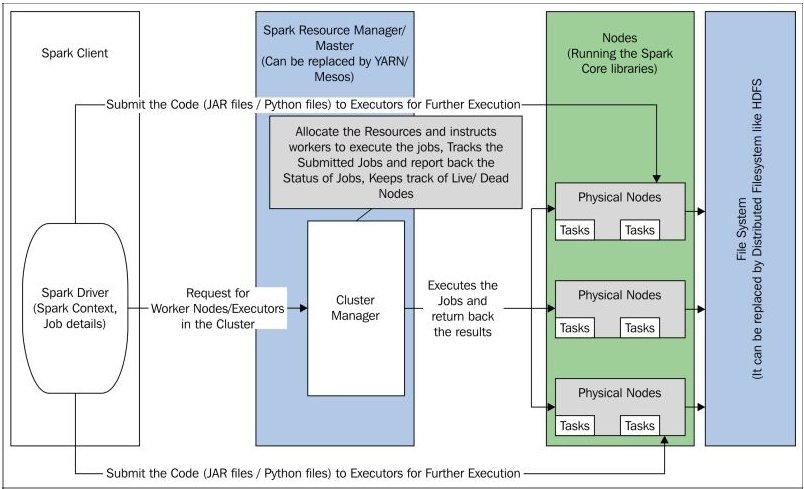 Spark Client
Spark Resource Manager/
Master
(Can be replaced by YARN/
Mesos)
Nodes
(Running the Spark
Core libraries)
Submit the Code (JAR files / Python files) to Executors for Further Execution
Allocate the Resources and instructs
workers to execute the jobs, Tracks the
Submitted Jobs and report back the
Status of Jobs, Keeps track of Live/ Dead
Nodes
Spark Driver
(Spark Context,
Job details)
Request for
Worker Nodes/Executors
in the Cluster
Cluster
Manager
Executes the
Jobs and
return back
the results
Physical Nodes
Tasks
Tasks
Physical Nodes
Tasks
Tasks
Physical Nodes
Tasks
Tasks
File System
(It can be replaced by Distributed Filesystem like HDFS
Submit the Code (JAR files / Python files) to Executors for Further Execution